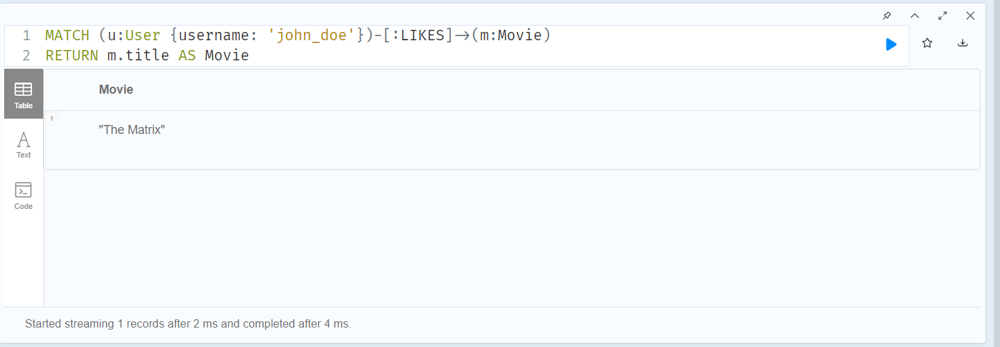 1 MATCH (u:User {username: 'john_doe'})-[:LIKES]->(m:Movie)
2 RETURN m.title AS Movie
Table
Text
Code
Movie
1
"The Matrix"
Started streaming 1 records after 2 ms and completed after 4 ms.